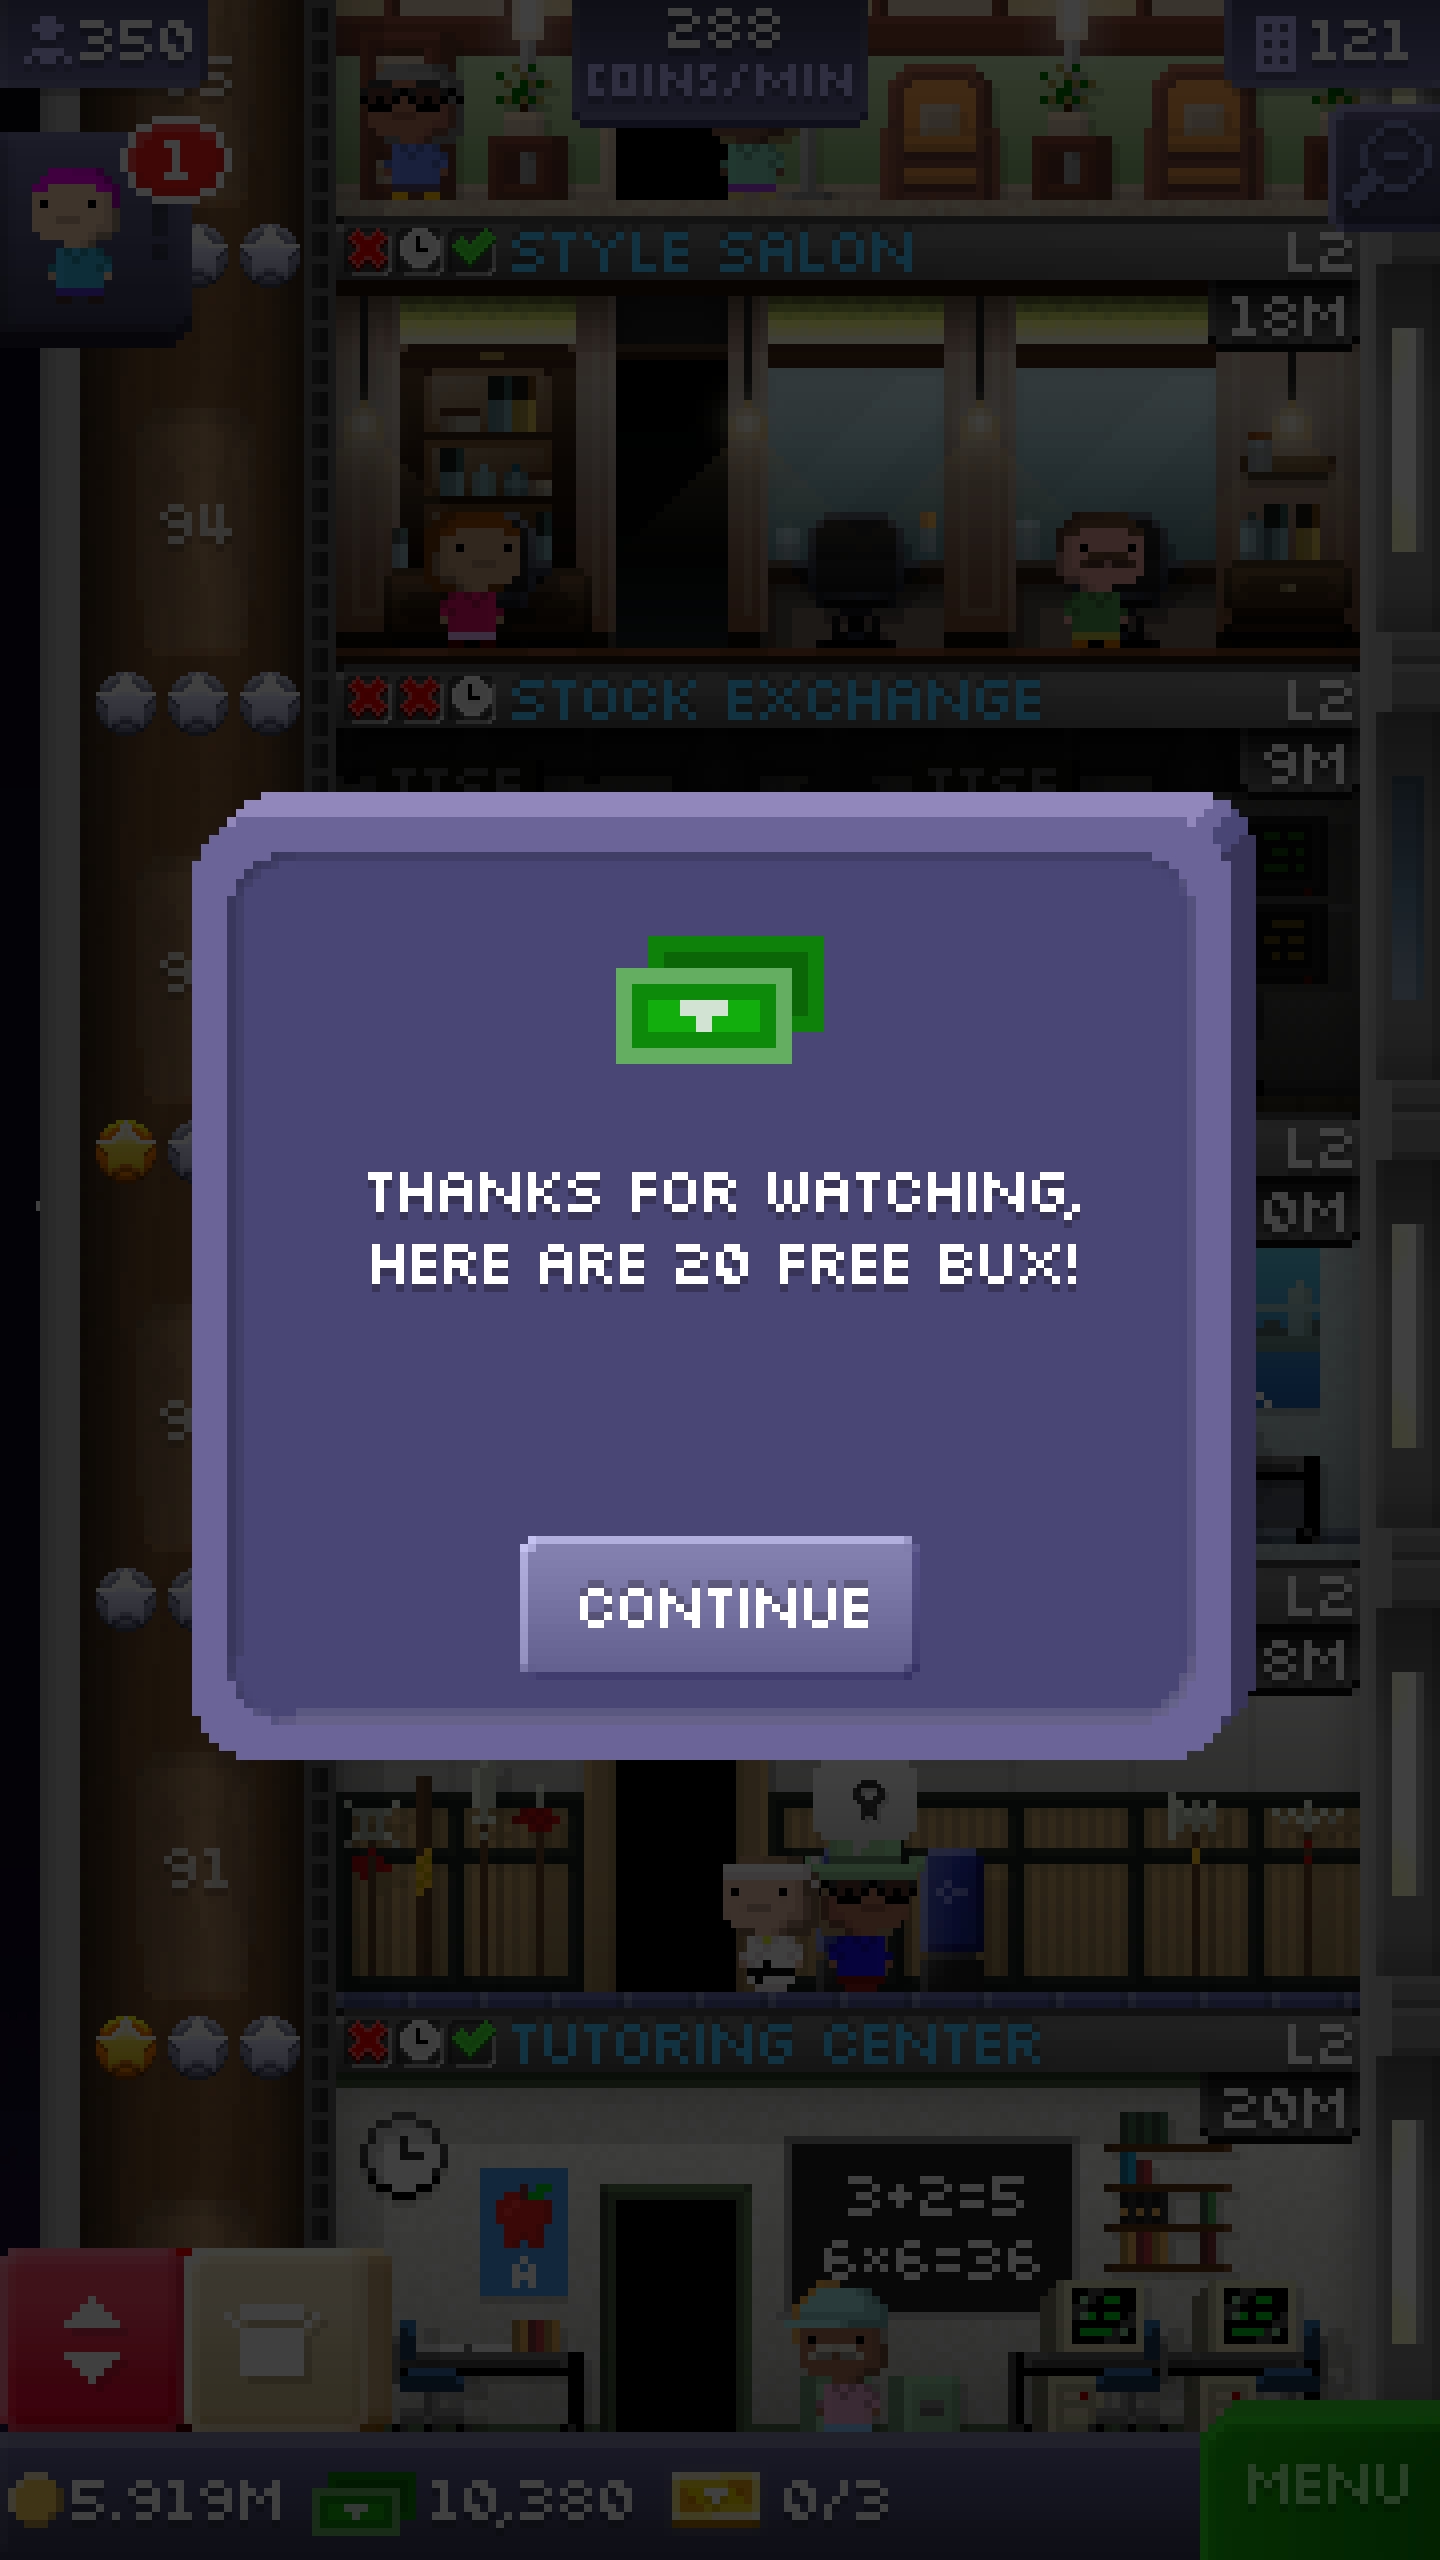 350
288
COINS/MIN
121
1
STYLE SALON
L2
18M
94
STOCK EXCHANGE
L2
9M
L2
0M
THANKS FOR WATCHING,
HERE ARE 20 FREE BUX!
CONTINUE
L2
8M
91
TUTORING CENTER
L2
20M
3+2=5
6×6=36
A
5.919M
10,380
0/3
MENU